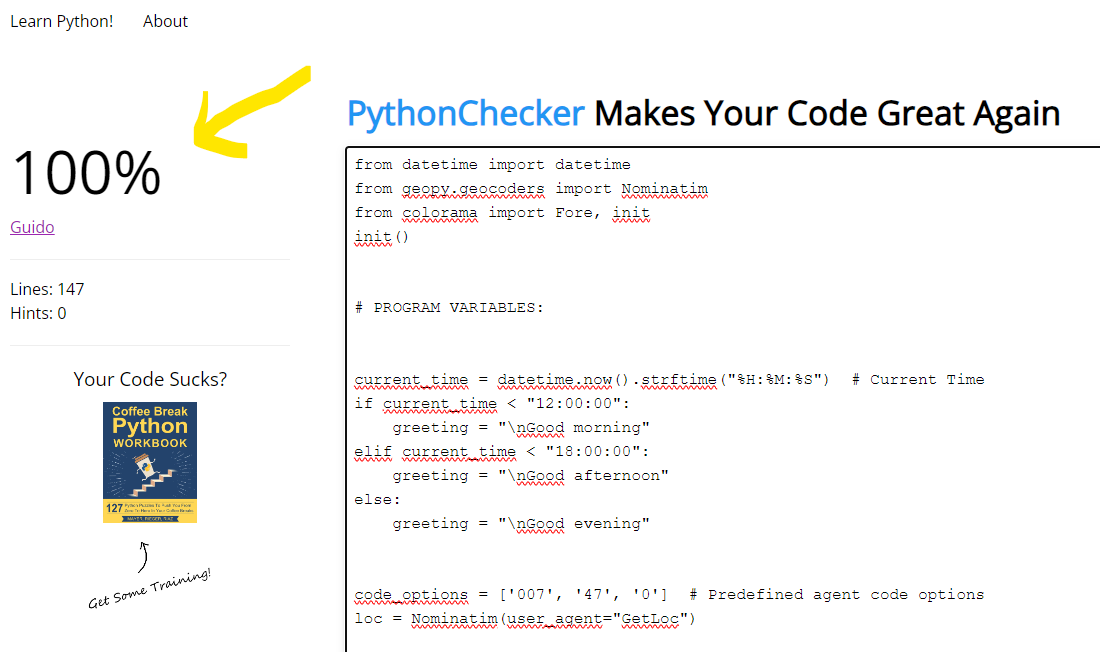 Learn Python! About
PythonChecker Makes Your Code Great Again
100%
Guido
Lines: 147
Hints: 0
Your Code Sucks?
Coffee Break
Python
WORKBOOK
127
Get Some Training!
from datetime import datetime
from geopy.geocoders import Nominatim
from colorama import Fore, init
init()
# PROGRAM VARIABLES:
current_time = datetime.now().strftime("%H:%M:%S")  # Current Time
if current_time < "12:00:00":
    greeting = "\nGood morning"
elif current_time < "18:00:00":
    greeting = "\nGood afternoon"
else:
    greeting = "\nGood evening"
code_options = ['007', '47', '0']  # Predefined agent code options
loc = Nominatim(user_agent="GetLoc")